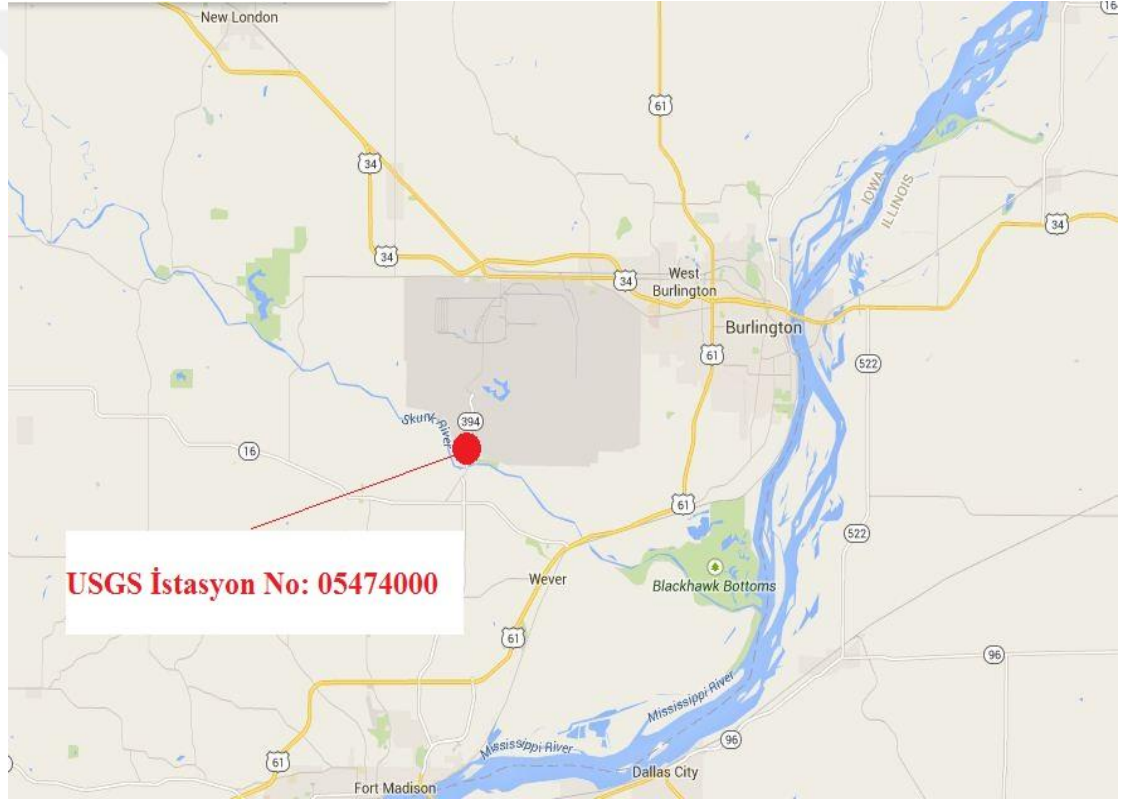 New London
16
61
34
IOWA
ILLINOIS
34
34
34
West
Burlington
Burlington
61
522
Skunk River
394
16
61
522
USGS İstasyon No: 05474000
Wever
Blackhawk Bottoms
61
96
Mississippi River
96
Mississippi River
61
Dallas City
Fort Madison